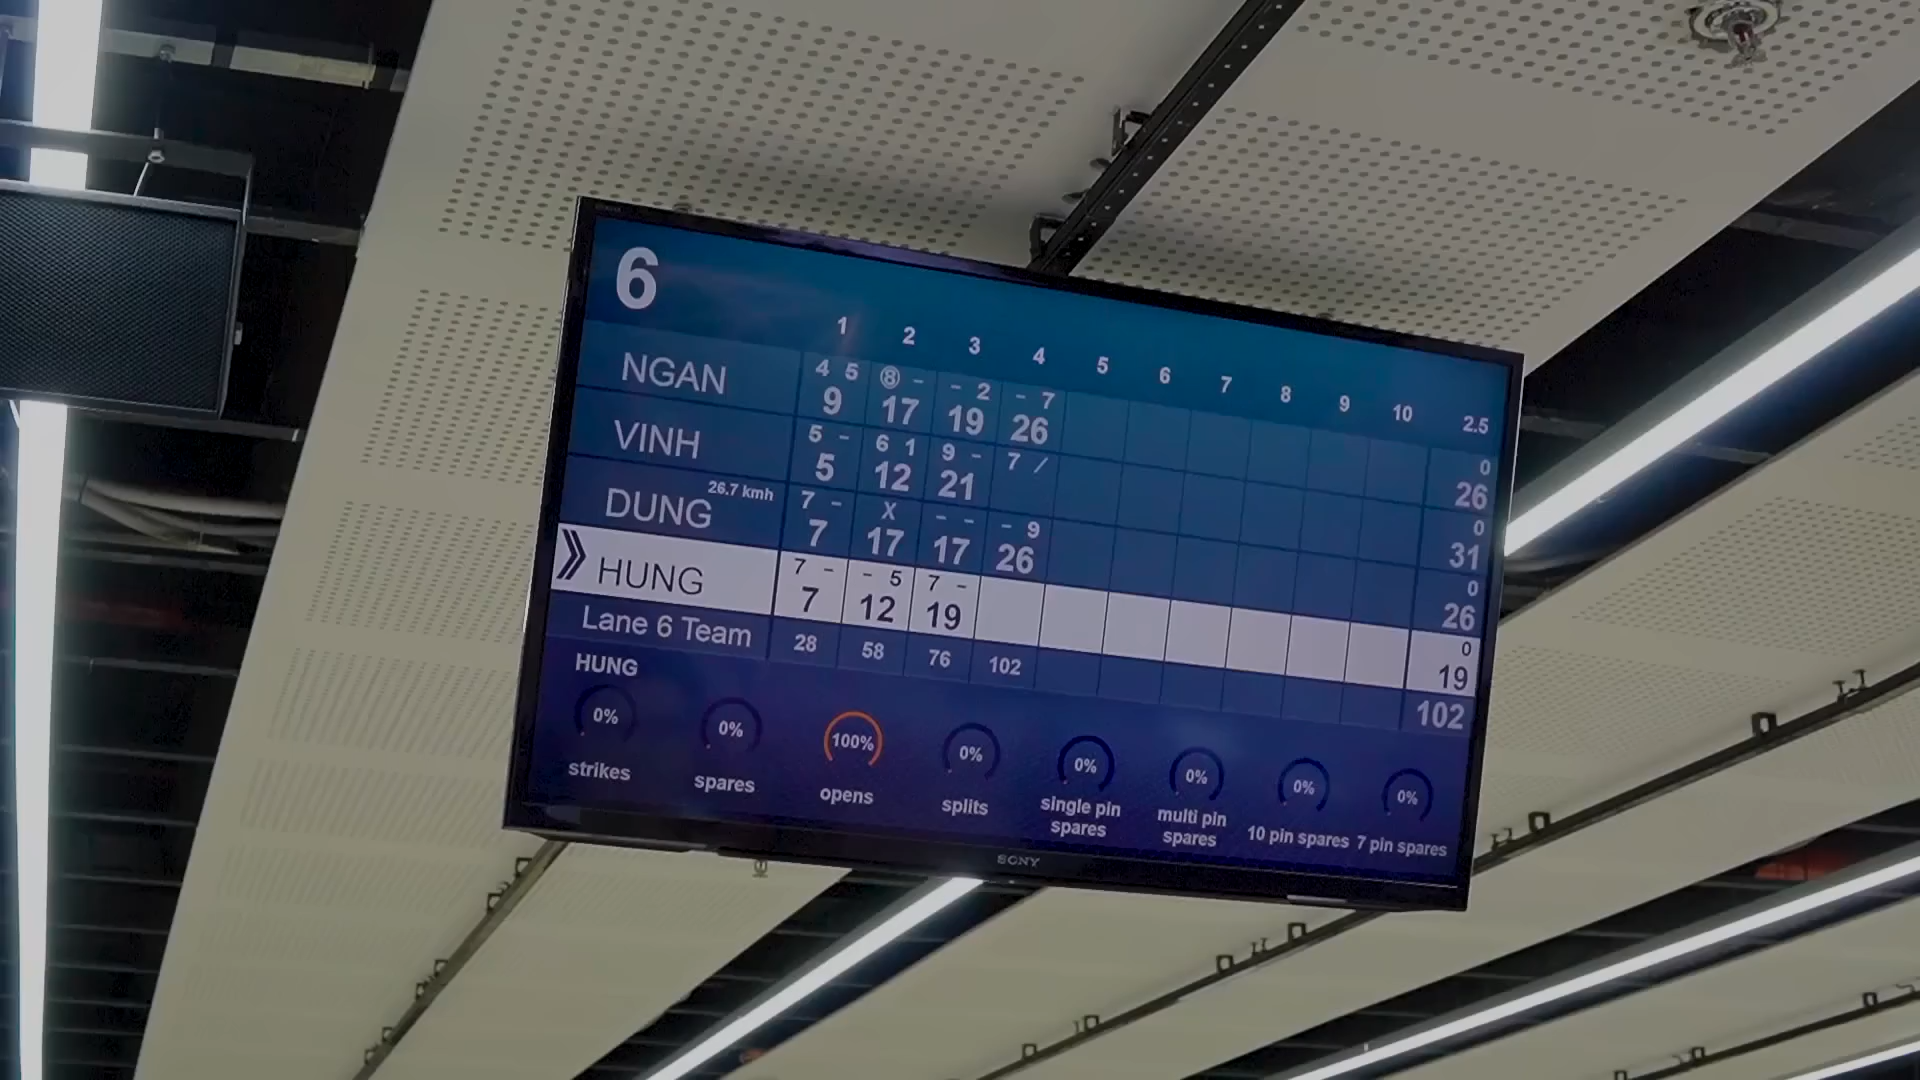 6
1 2 3 4 5 6 7 8 9 10 2.5
NGAN 4 5 ⑧ - - 2 - 7 0
9 17 19 26 26
VINH 5 - 6 1 9 - 7 / 0
5 12 21 31
DUNG 26.7 kmh 7 - X - - - 9 0
7 17 17 26 26
HUNG 7 - - 5 7 - 0
7 12 19 19
Lane 6 Team 28 58 76 102 102
HUNG
0% 0% 100% 0% 0% 0% 0% 0%
strikes spares opens splits single pin spares multi pin spares 10 pin spares 7 pin spares
SONY